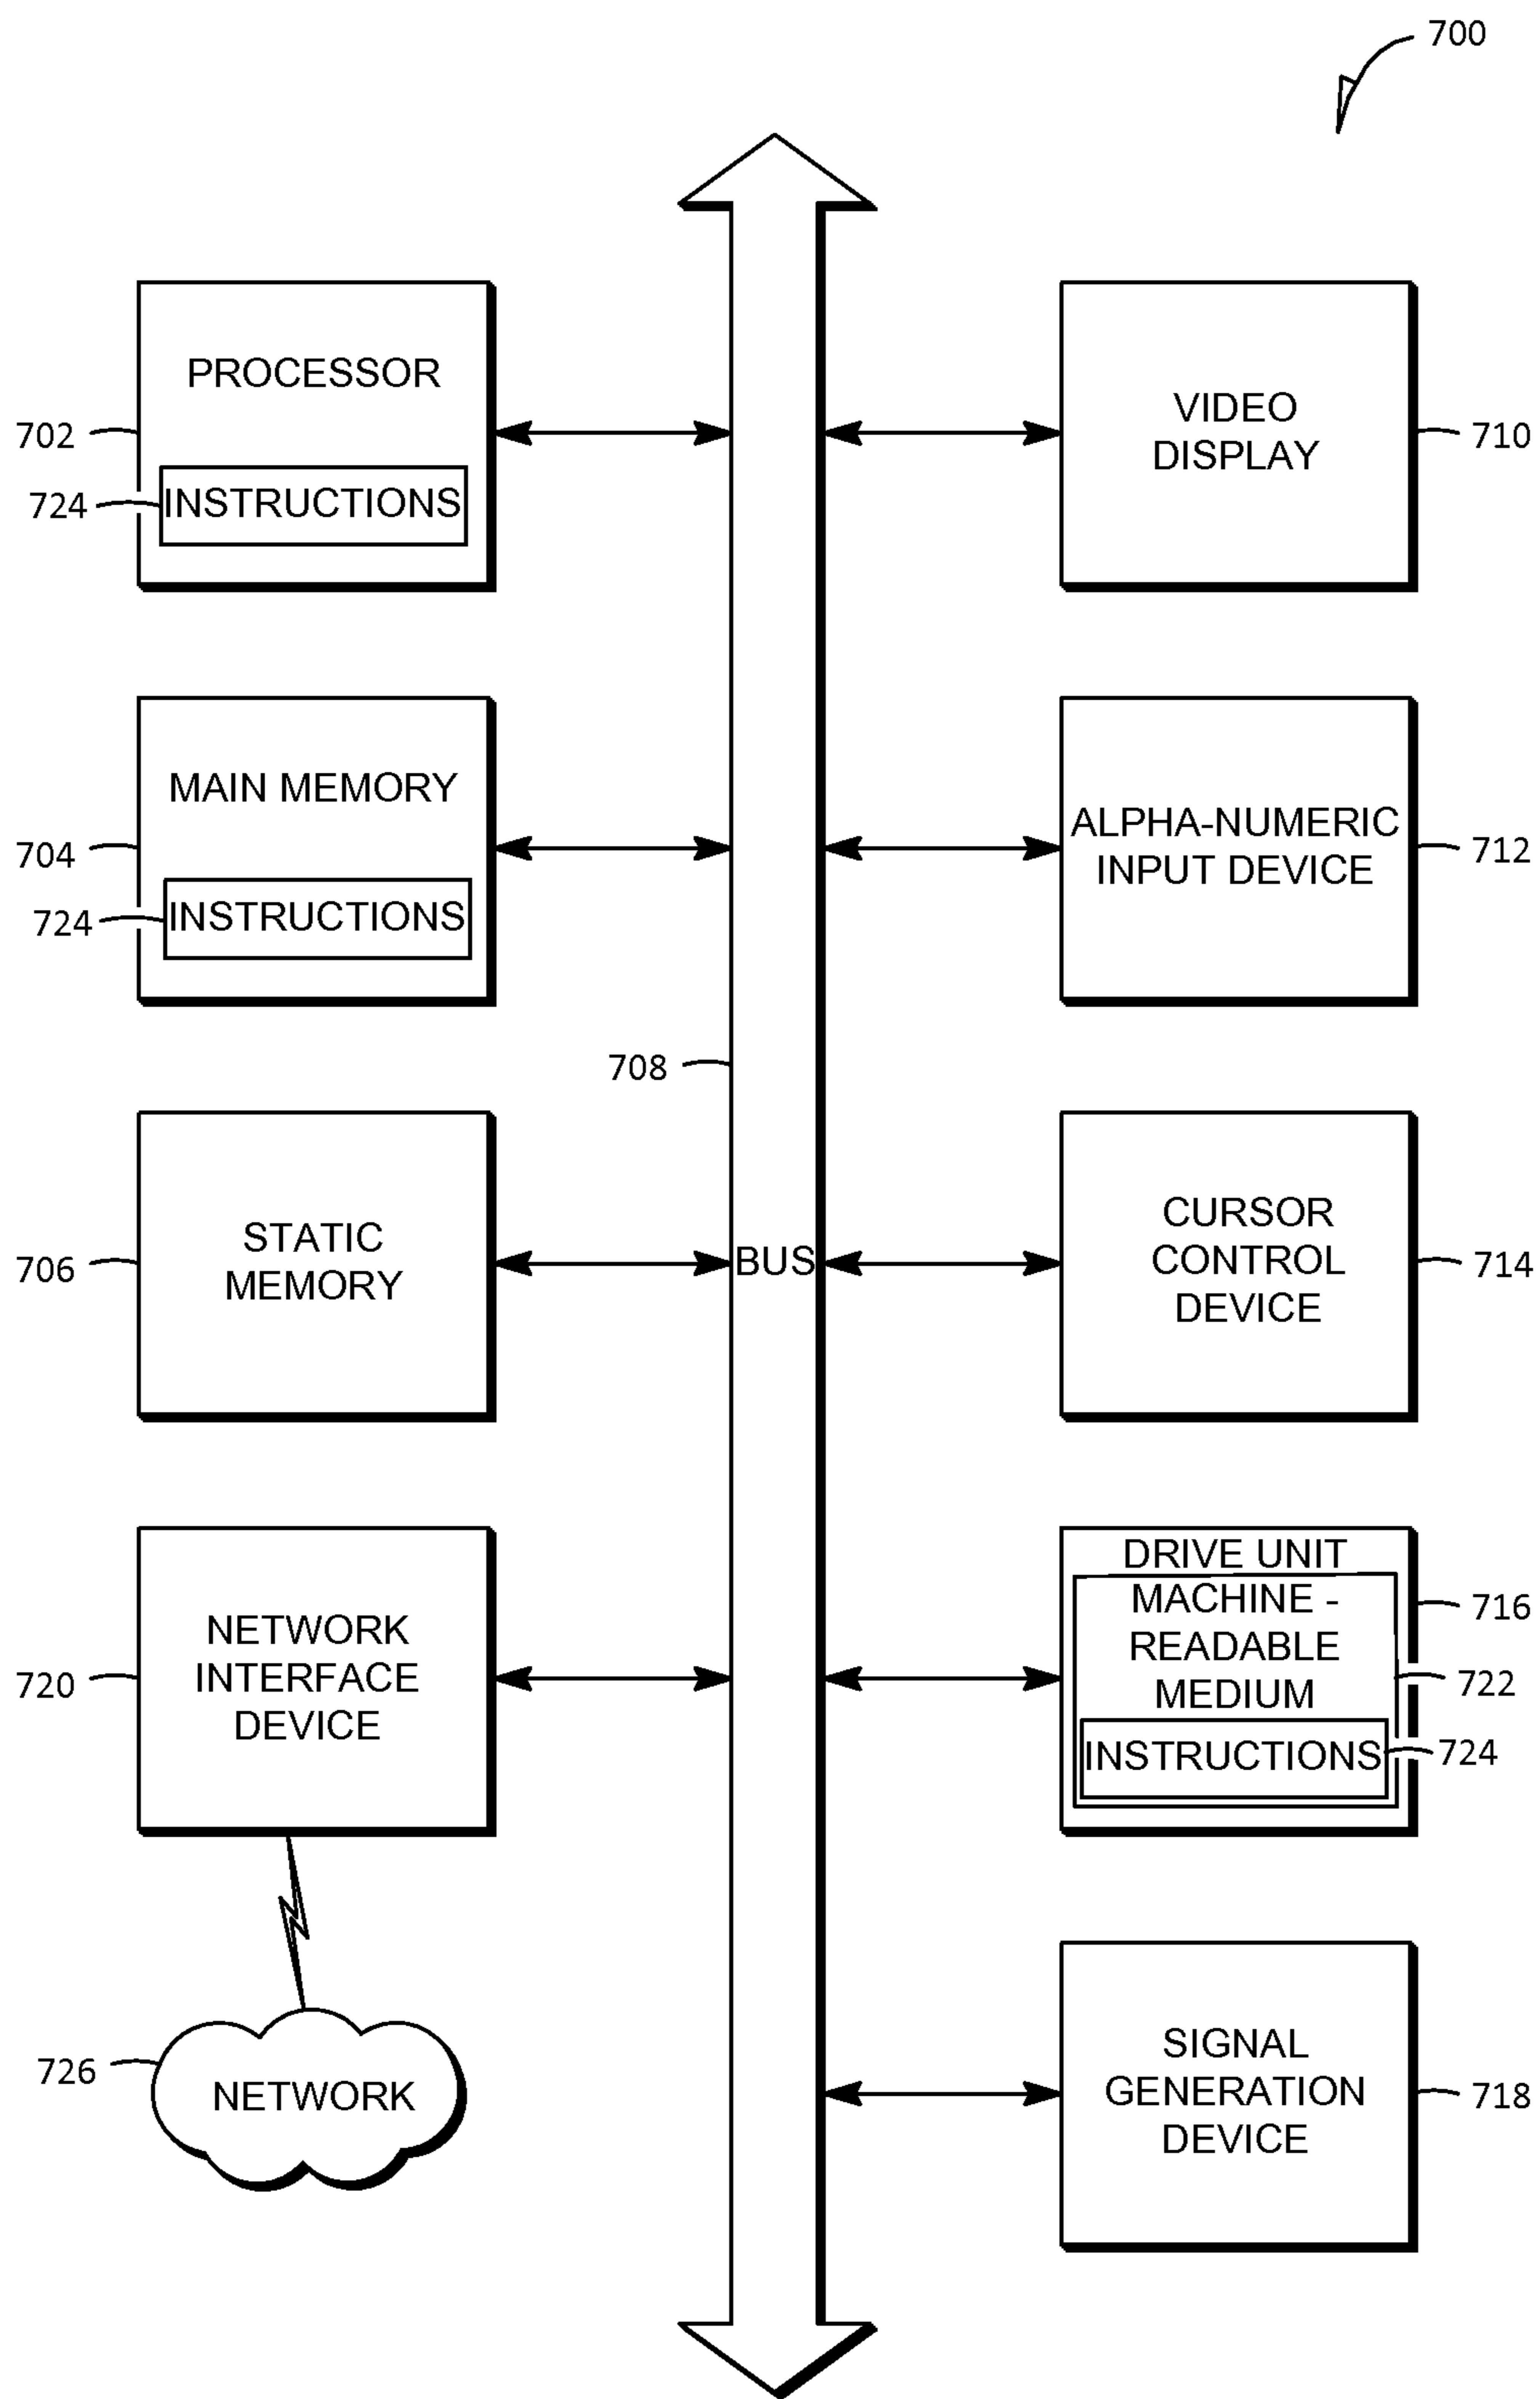 700
PROCESSOR
702
724
INSTRUCTIONS
VIDEO
DISPLAY
710
MAIN MEMORY
704
724
INSTRUCTIONS
ALPHA-NUMERIC
INPUT DEVICE
712
708
STATIC
MEMORY
706
BUS
CURSOR
CONTROL
DEVICE
714
NETWORK
INTERFACE
DEVICE
720
DRIVE UNIT
716
MACHINE -
READABLE
MEDIUM
722
INSTRUCTIONS
724
726
NETWORK
SIGNAL
GENERATION
DEVICE
718